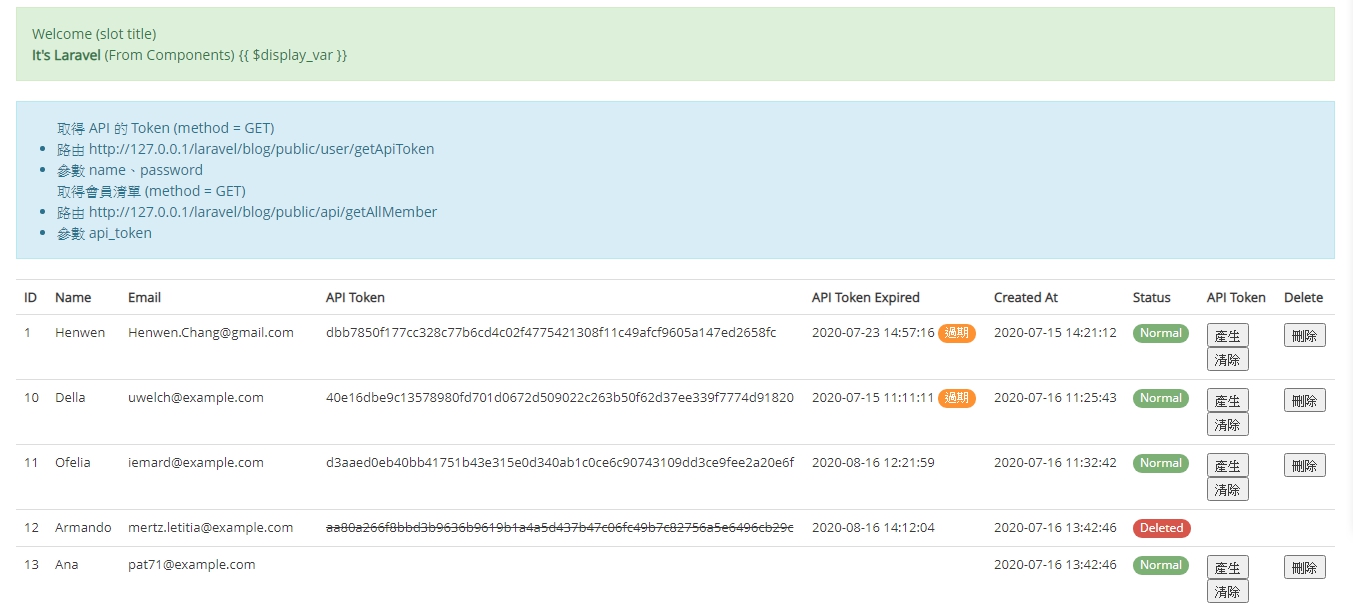 Welcome (slot title)
It's Laravel (From Components) {{ $display_var }}
取得 API 的 Token (method = GET)
• 路由 http://127.0.0.1/laravel/blog/public/user/getApiToken
• 參數 name、password
取得會員清單 (method = GET)
• 路由 http://127.0.0.1/laravel/blog/public/api/getAllMember
• 參數 api_token
ID Name Email API Token API Token Expired Created At Status API Token Delete
1 Henwen Henwen.Chang@gmail.com dbb7850f177cc328c77b6cd4c02f4775421308f11c49afcf9605a147ed2658fc 2020-07-23 14:57:16 過期 2020-07-15 14:21:12 Normal 產生 刪除
清除
10 Della uwelch@example.com 40e16dbe9c13578980fd701d0672d509022c263b50f62d37ee339f7774d91820 2020-07-15 11:11:11 過期 2020-07-16 11:25:43 Normal 產生 刪除
清除
11 Ofelia iemard@example.com d3aaed0eb40bb41751b43e315e0d340ab1c0ce6c90743109dd3ce9fee2a20e6f 2020-08-16 12:21:59 2020-07-16 11:32:42 Normal 產生 刪除
清除
12 Armando mertz.letitia@example.com aa80a266f8bbd3b9636b9619b1a4a5d437b47c06fc49b7c82756a5e6496cb29c 2020-08-16 14:12:04 2020-07-16 13:42:46 Deleted
13 Ana pat71@example.com 2020-07-16 13:42:46 Normal 產生 刪除
清除